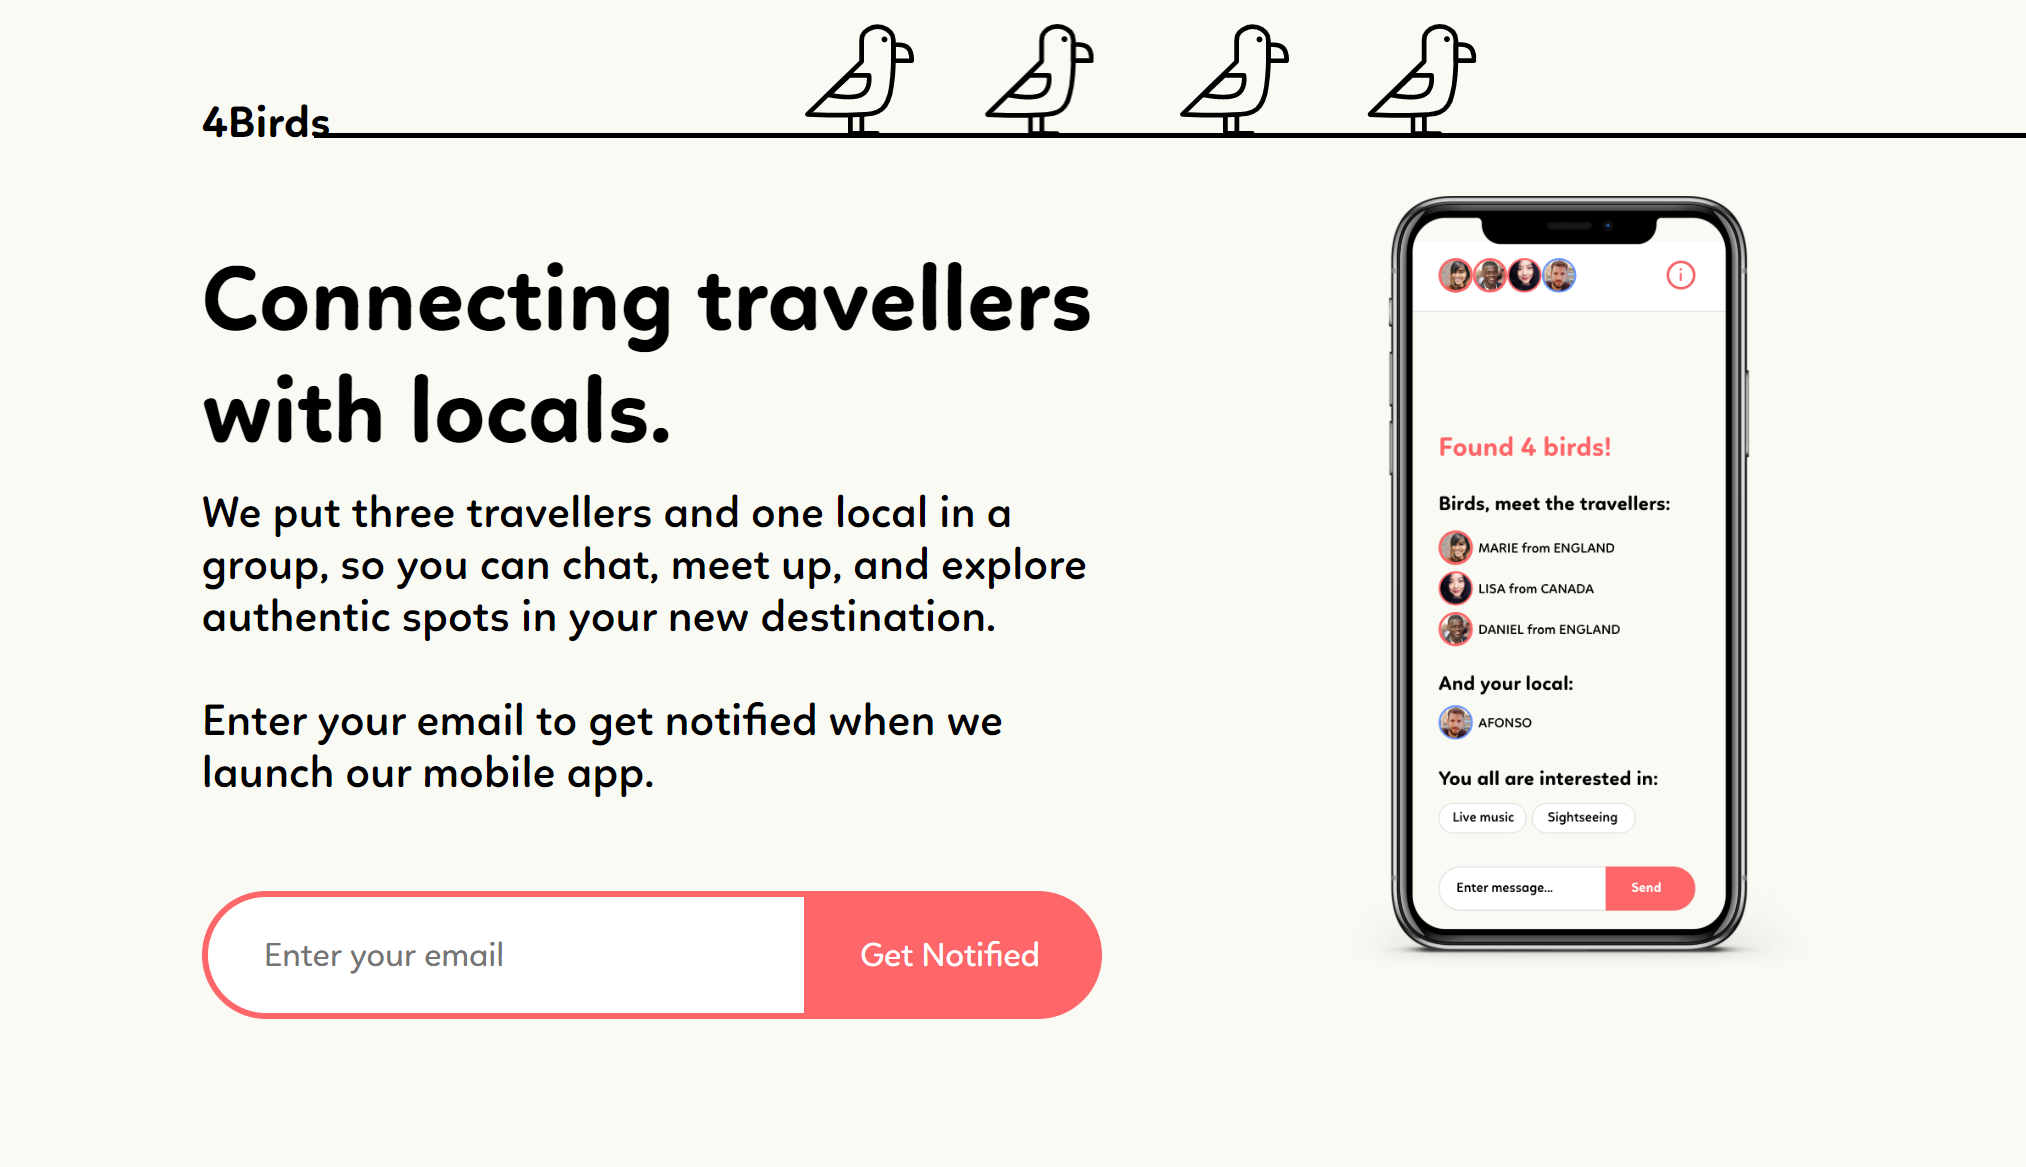 4Birds
Connecting travellers
with locals.
We put three travellers and one local in a
group, so you can chat, meet up, and explore
authentic spots in your new destination.
Enter your email to get notified when we
launch our mobile app.
Enter your email
Get Notified
Found 4 birds!
Birds, meet the travellers:
MARIE from ENGLAND
LISA from CANADA
DANIEL from ENGLAND
And your local:
AFONSO
You all are interested in:
Live music
Sightseeing
Enter message...
Send